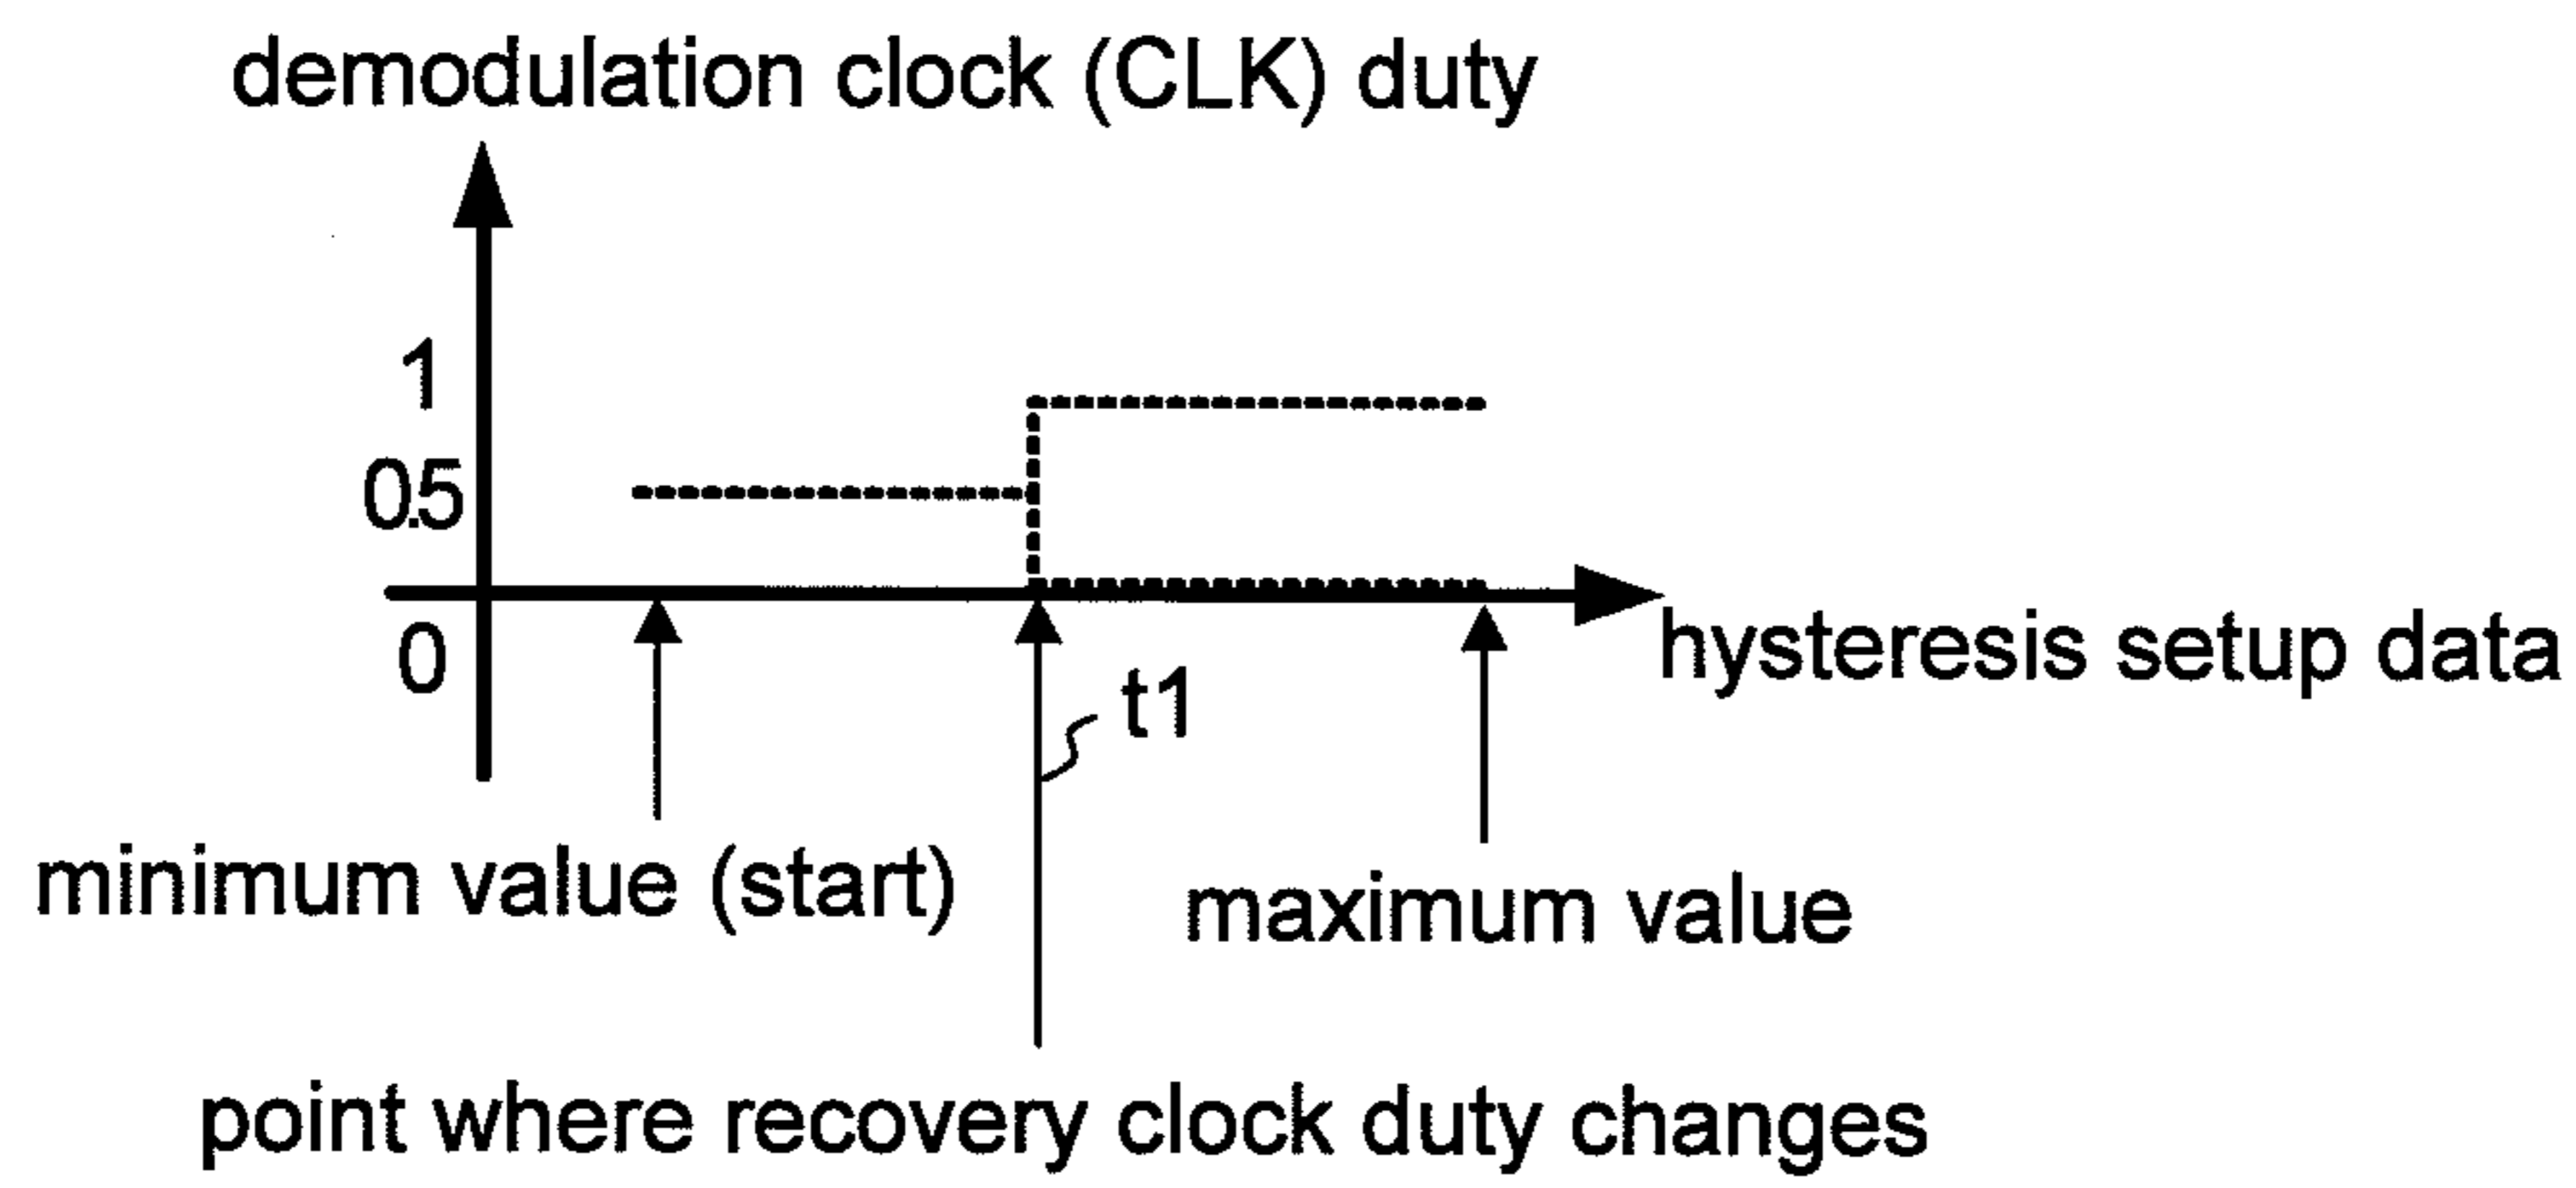 demodulation clock (CLK) duty
1
0.5
0
hysteresis setup data
t1
minimum value (start)
maximum value
point where recovery clock duty changes